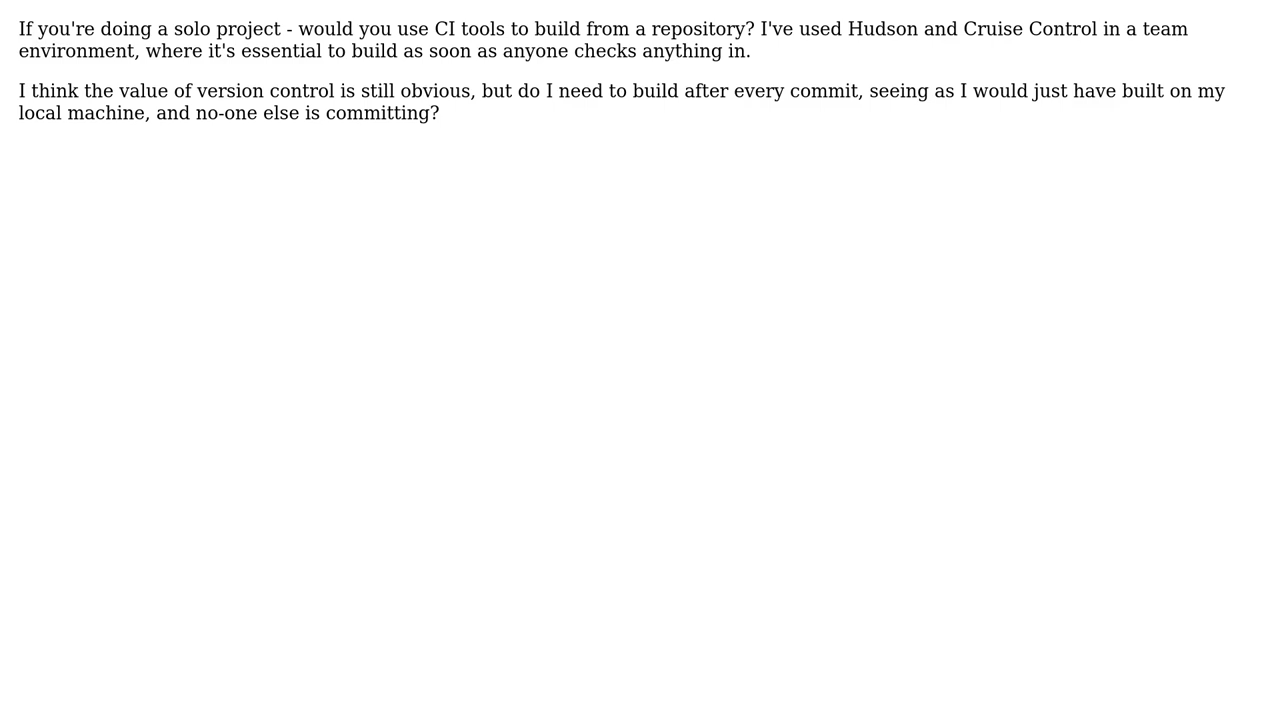 If you're doing a solo project - would you use CI tools to build from a repository? I've used Hudson and Cruise Control in a team
environment, where it's essential to build as soon as anyone checks anything in.
I think the value of version control is still obvious, but do I need to build after every commit, seeing as I would just have built on my
local machine, and no-one else is committing?